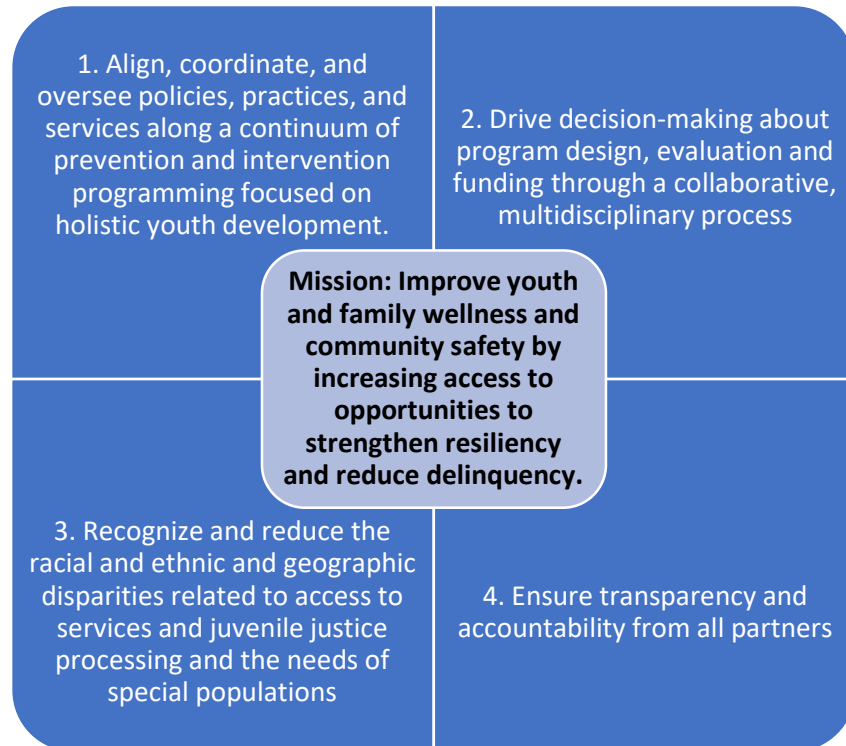 1. Align, coordinate, and
oversee policies, practices, and
services along a continuum of
prevention and intervention
programming focused on
holistic youth development.
2. Drive decision-making about
program design, evaluation and
funding through a collaborative,
multidisciplinary process
Mission: Improve youth
and family wellness and
community safety by
increasing access to
opportunities to
strengthen resiliency
and reduce delinquency.
3. Recognize and reduce the
racial and ethnic and geographic
disparities related to access to
services and juvenile justice
processing and the needs of
special populations
4. Ensure transparency and
accountability from all partners